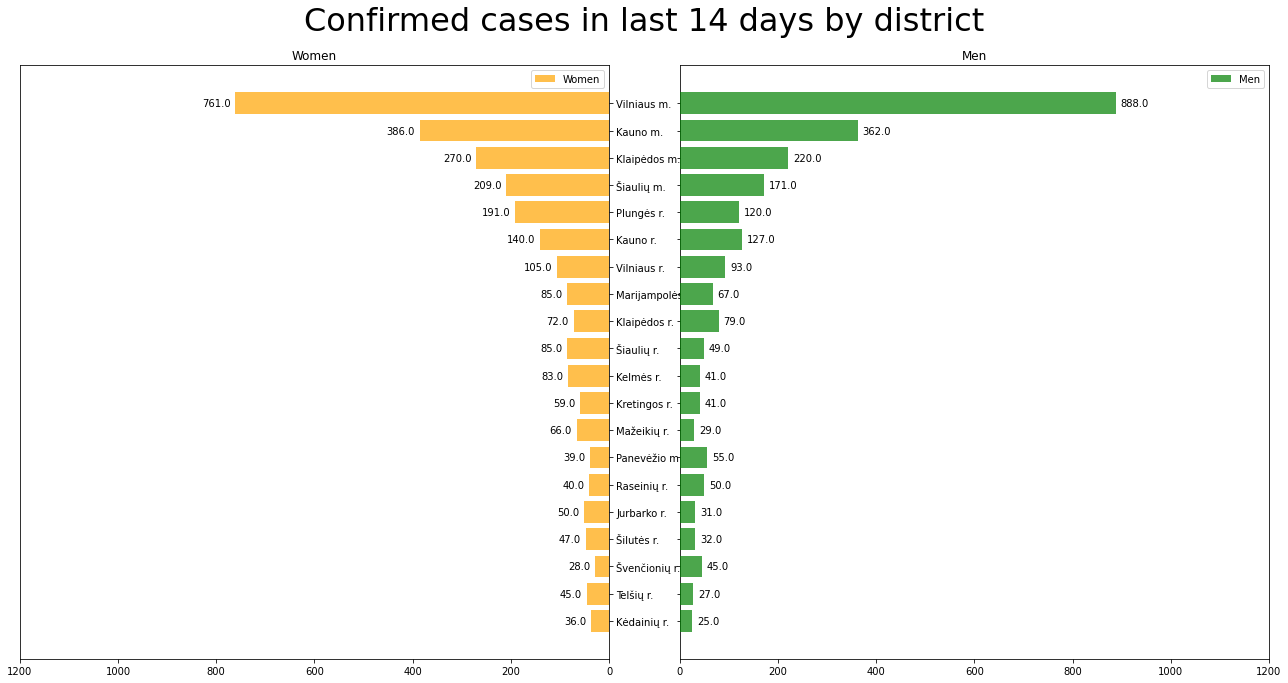 Confirmed cases in last 14 days by district
Women
Men
Women
Men
761.0 Vilniaus m. 888.0
386.0 Kauno m. 362.0
270.0 Klaipėdos m. 220.0
209.0 Šiaulių m. 171.0
191.0 Plungės r. 120.0
140.0 Kauno r. 127.0
105.0 Vilniaus r. 93.0
85.0 Marijampolės 67.0
72.0 Klaipėdos r. 79.0
85.0 Šiaulių r. 49.0
83.0 Kelmės r. 41.0
59.0 Kretingos r. 41.0
66.0 Mažeikių r. 29.0
39.0 Panevėžio m 55.0
40.0 Raseinių r. 50.0
50.0 Jurbarko r. 31.0
47.0 Šilutės r. 32.0
28.0 Švenčionių r. 45.0
45.0 Telšių r. 27.0
36.0 Kėdainių r. 25.0
1200 1000 800 600 400 200 0
0 200 400 600 800 1000 1200